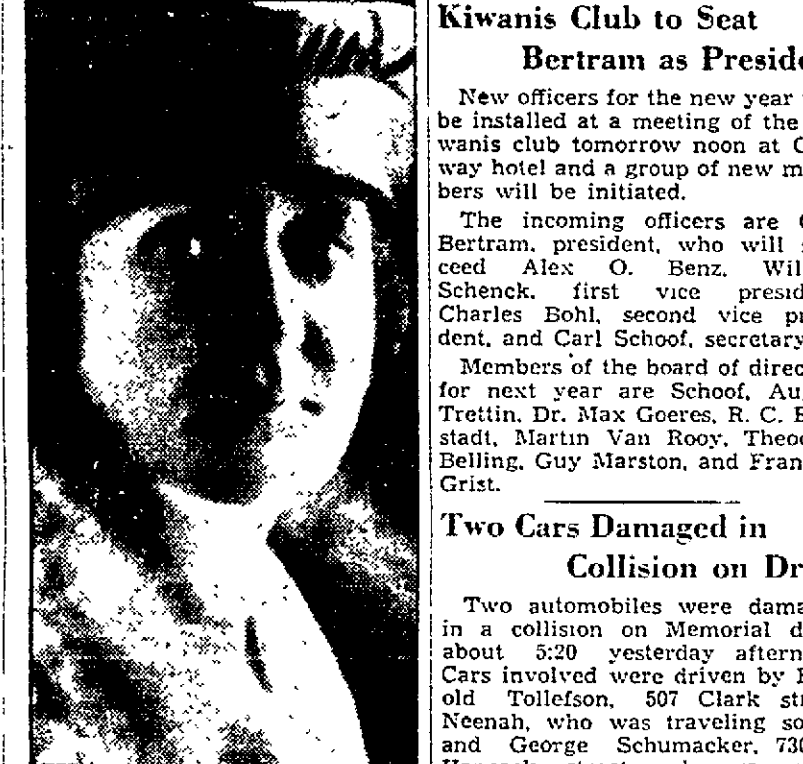 Kiwanis Club to Seat
Bertram as Preside
New officers for the new year
be installed at a meeting of the
wanis club tomorrow noon at C
way hotel and a group of new m
bers will be initiated.
The incoming officers are
Bertram, president, who will
ceed Alex O. Benz, Wil
Schenck, first vice presid
Charles Bohl, second vice pr
dent, and Carl Schoof, secretary
Members of the board of direc
for next year are Schoof, Au
Trettin, Dr. Max Goeres, R. C. B
stadt, Martin Van Rooy, Theod
Belling, Guy Marston, and Fran
Grist.
Two Cars Damaged in
Collision on Dr
Two automobiles were dama
in a collision on Memorial d
about 5:20 yesterday aftern
Cars involved were driven by
old Tollefson, 507 Clark st
Neenah, who was traveling so
and George Schumacker, 730